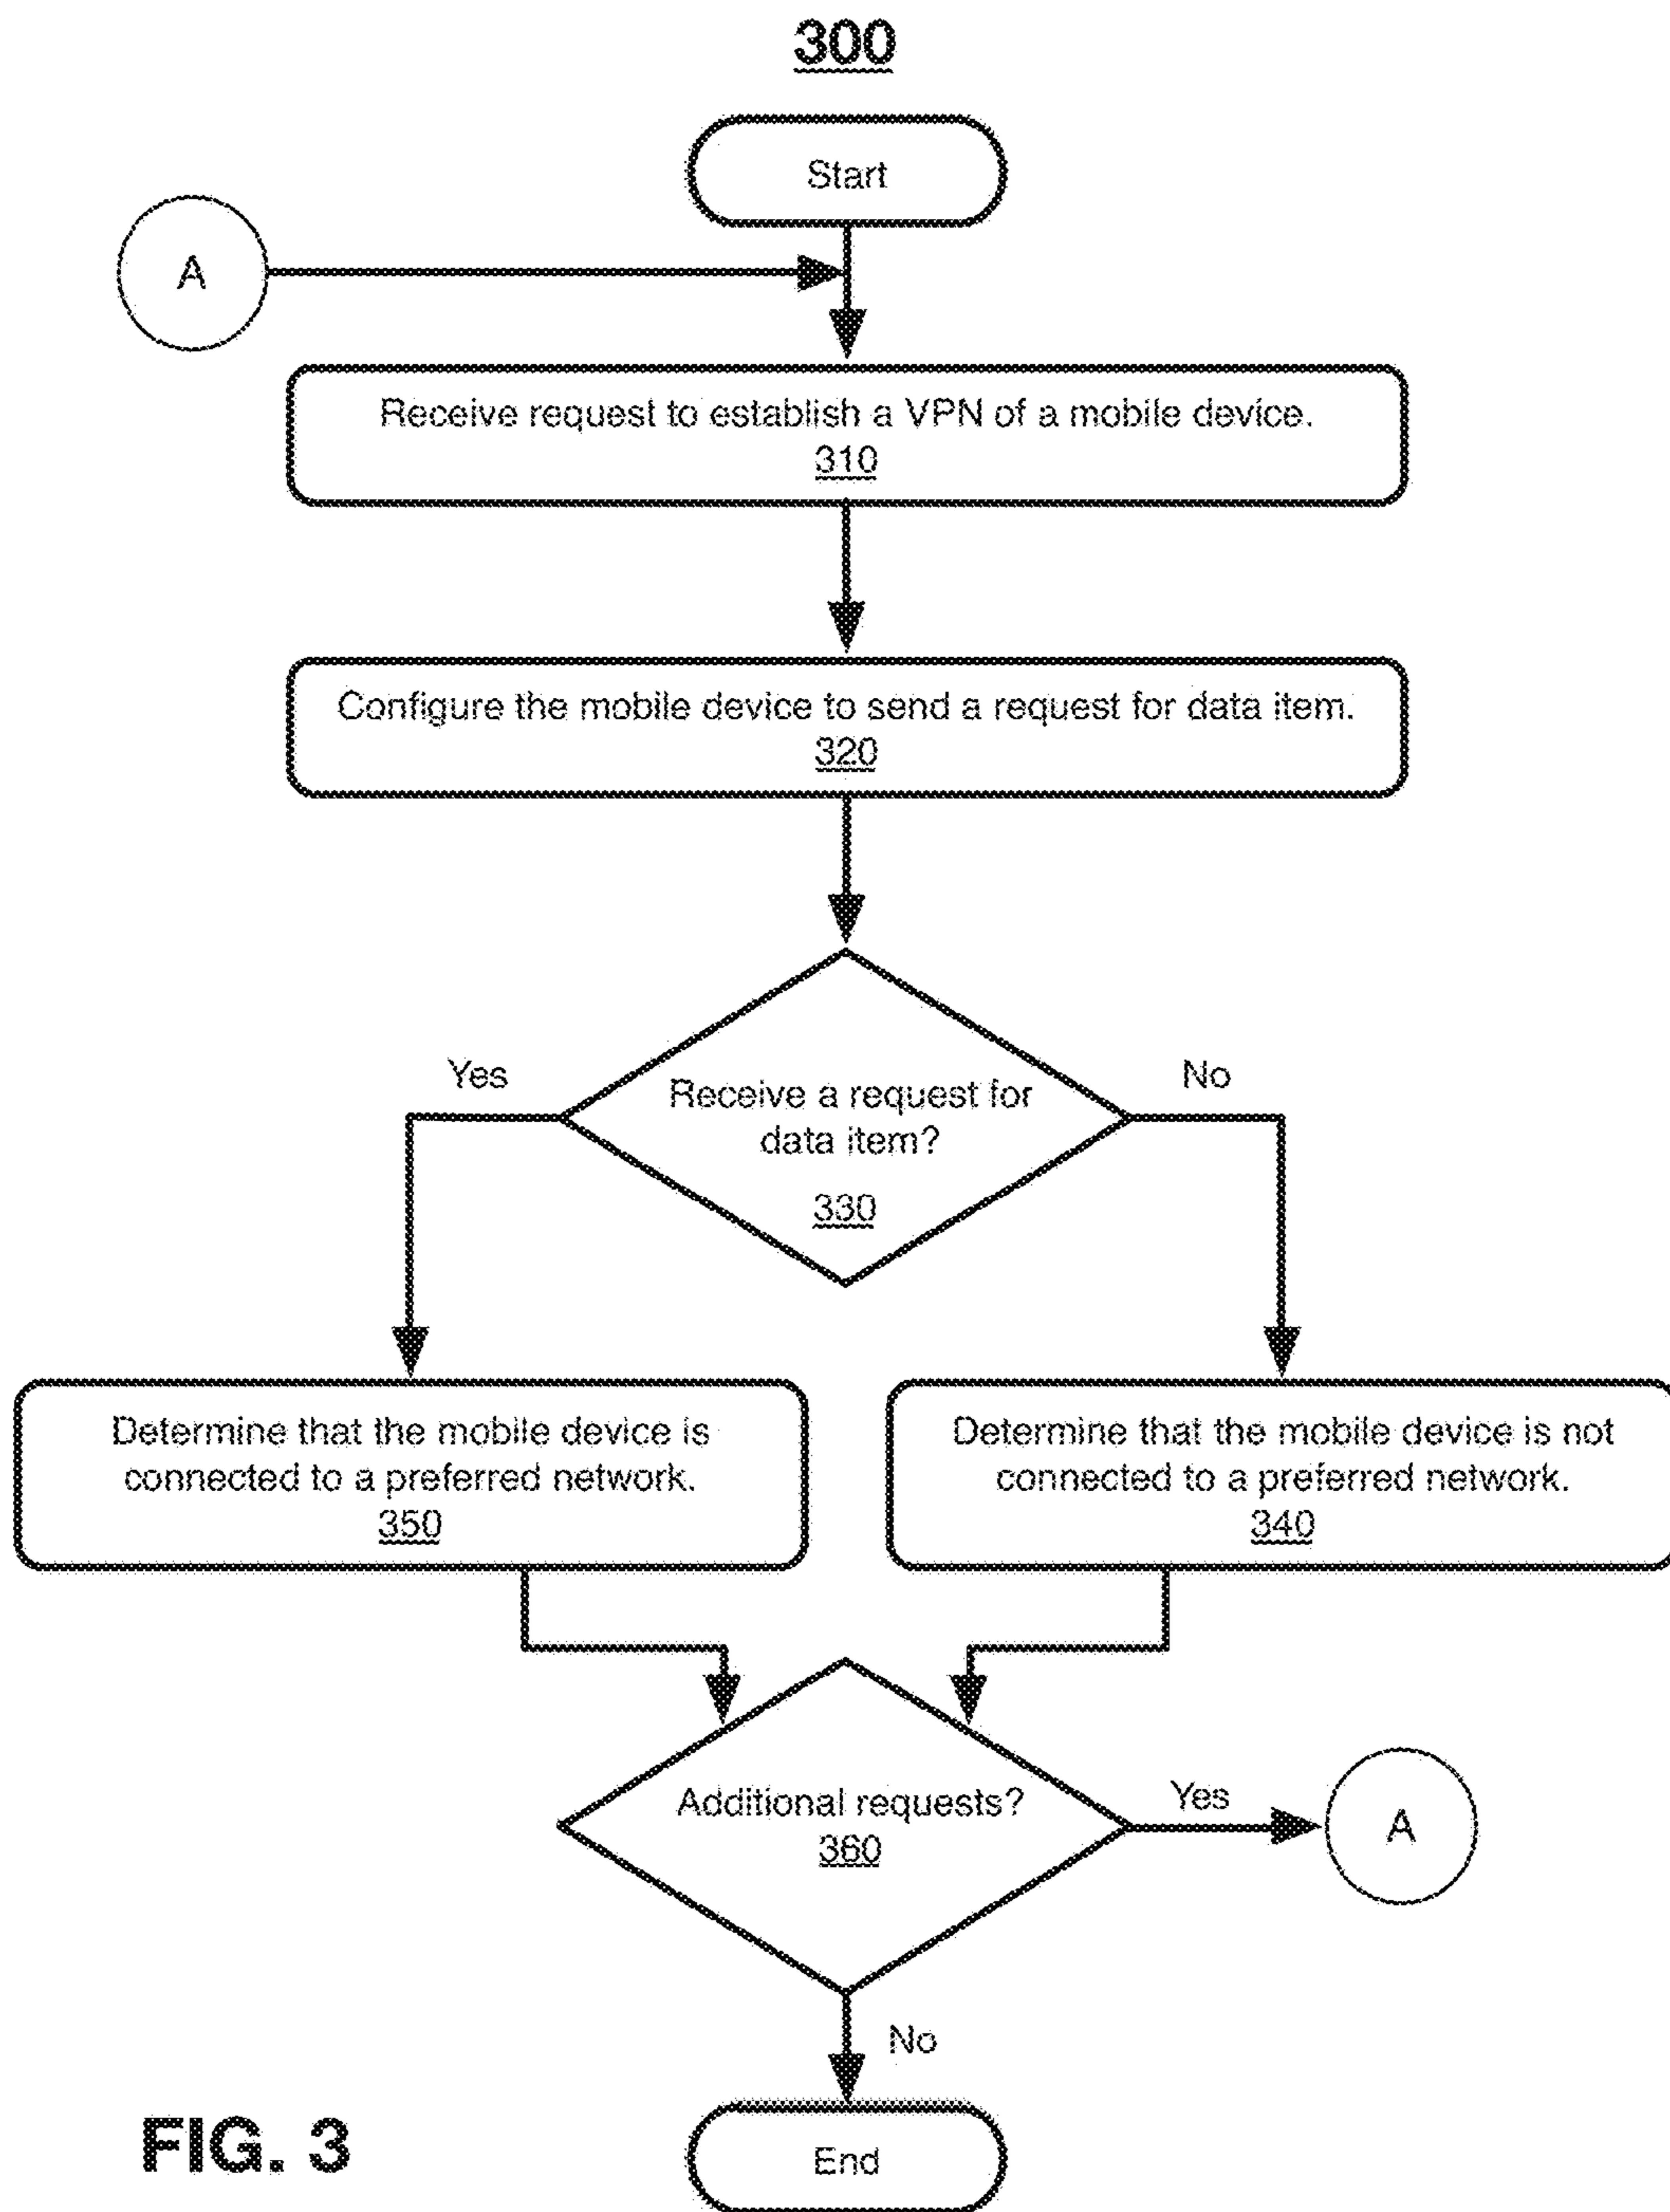 300
Start
A
Receive request to establish a VPN of a mobile device.
310
Configure the mobile device to send a request for data item.
320
Yes
No
Receive a request for
data item?
330
Determine that the mobile device is
connected to a preferred network.
350
Determine that the mobile device is not
connected to a preferred network.
340
Additional requests?
360
Yes
A
No
End
FIG. 3